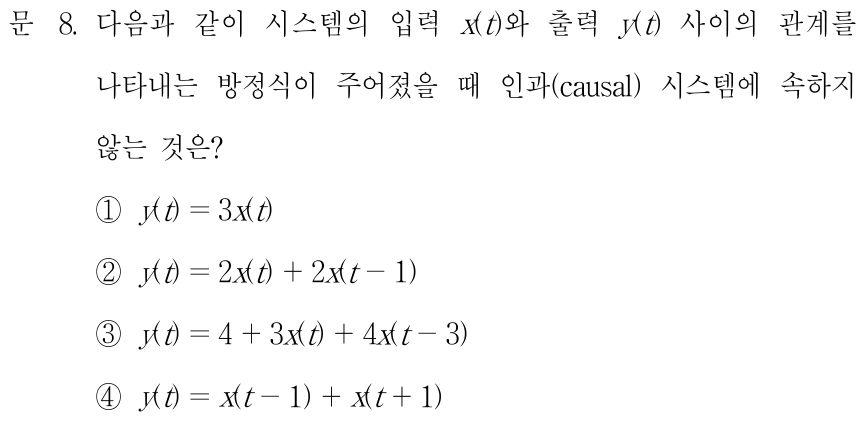 문 8. 다음과 같이 시스템의 입력 x(t)와 출력 y(t) 사이의 관계를
나타내는 방정식이 주어졌을 때 인과(causal) 시스템에 속하지
않는 것은?
① y(t) = 3x(t)
② y(t) = 2x(t) + 2x(t − 1)
③ y(t) = 4 + 3x(t) + 4x(t − 3)
④ y(t) = x(t − 1) + x(t + 1)